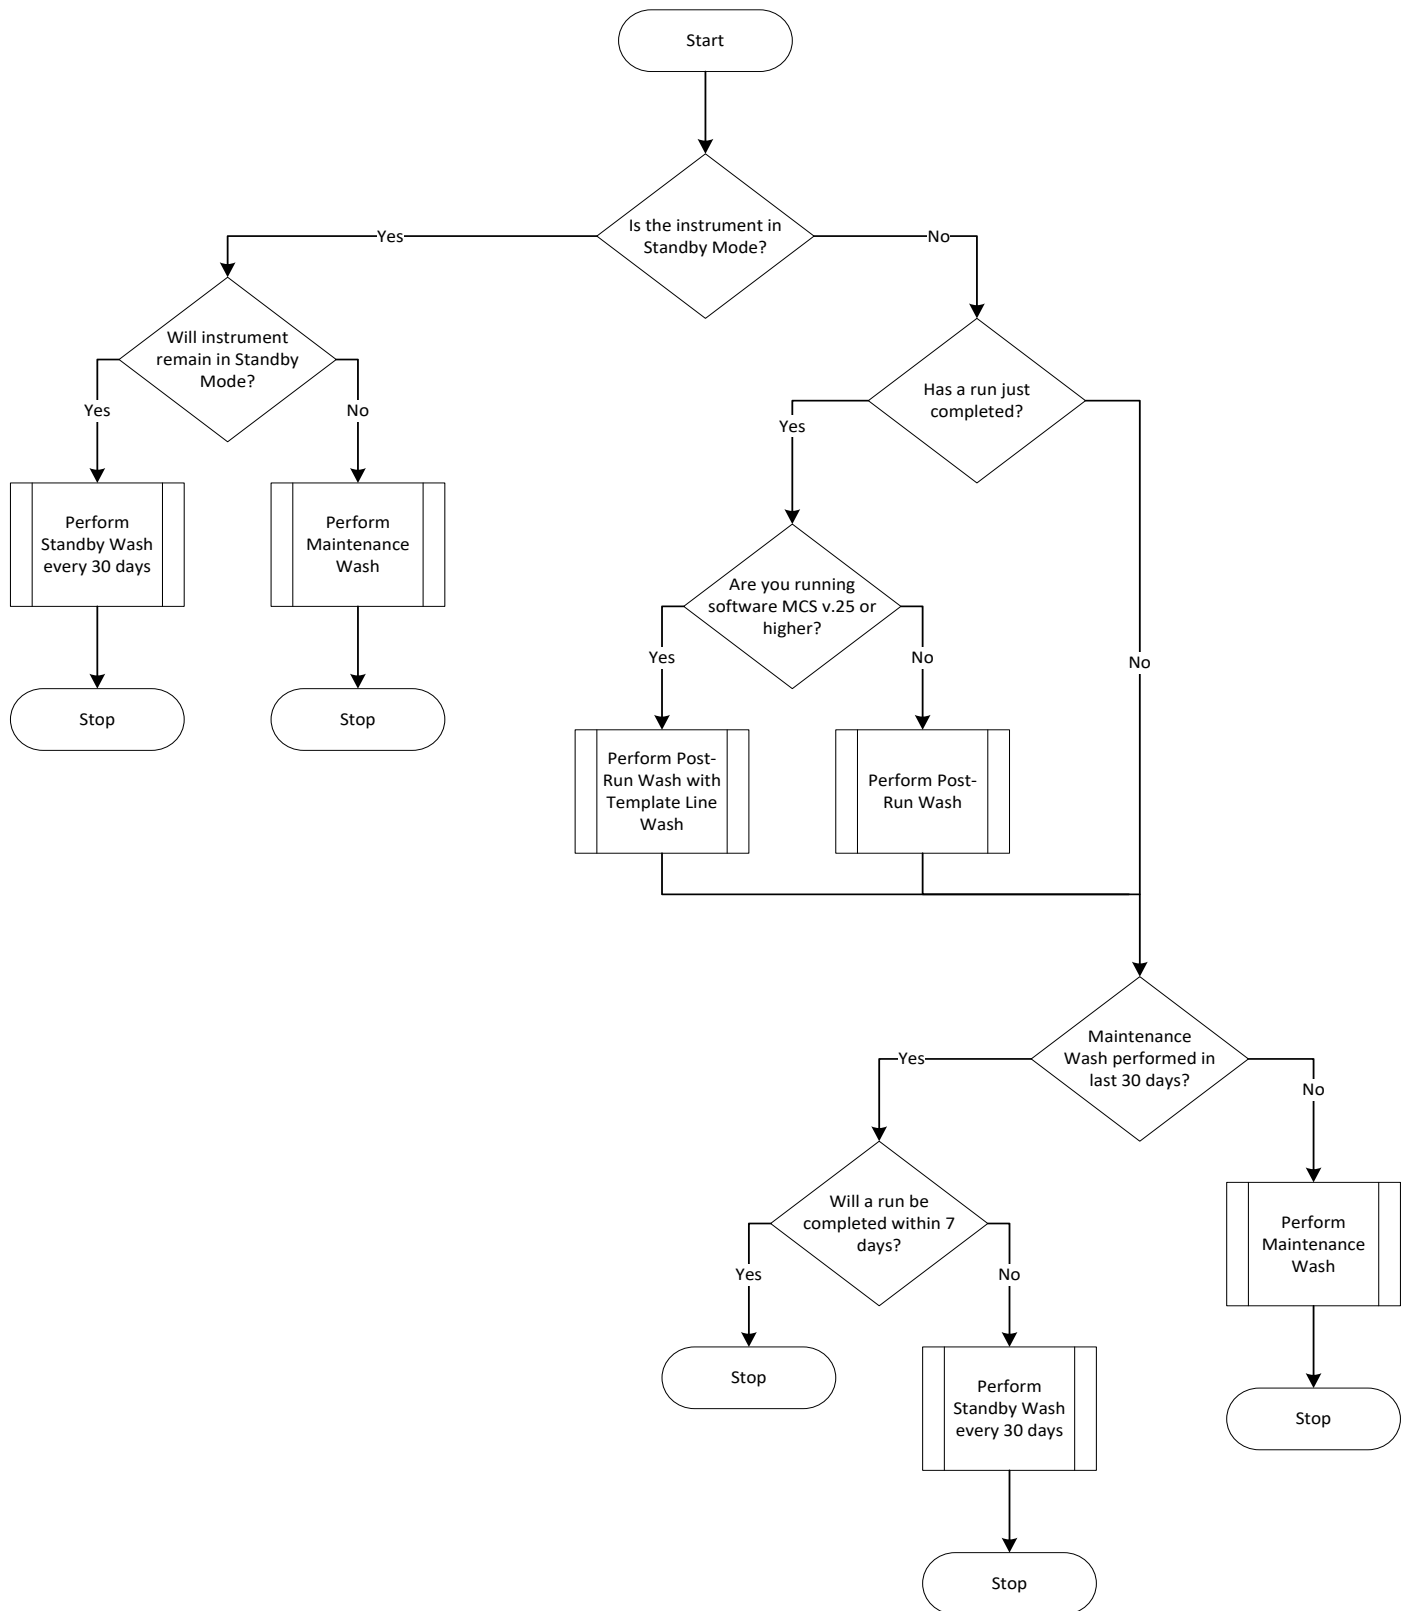 Start
Is the instrument in
Standby Mode?
Yes
No
Will instrument
remain in Standby
Mode?
Has a run just
completed?
Yes
No
Yes
Perform
Standby Wash
every 30 days
Perform
Maintenance
Wash
Are you running
software MCS v.25 or
higher?
Yes
No
No
Stop
Stop
Perform Post-
Run Wash with
Template Line
Wash
Perform Post-
Run Wash
Maintenance
Wash performed in
last 30 days?
Yes
No
Will a run be
completed within 7
days?
Perform
Maintenance
Wash
Yes
No
Stop
Perform
Standby Wash
every 30 days
Stop
Stop